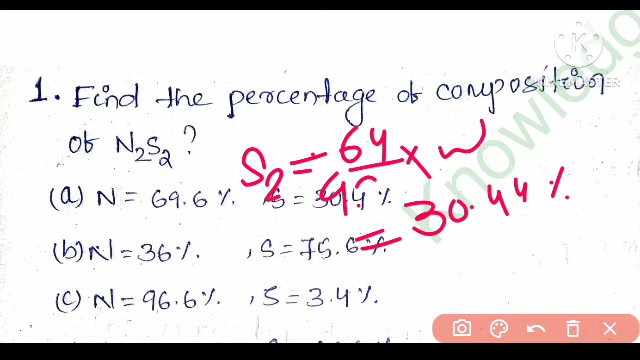 1. Find the percentage of composition
of N₂S₂ ?
S₂ = 64 ×
= 30.44 %
(a) N = 69.6 %. , S = 30.4 %.
(b) N = 36 %. , S = 75.6 %.
(c) N = 96.6 %. , S = 3.4 %.
Knowledg